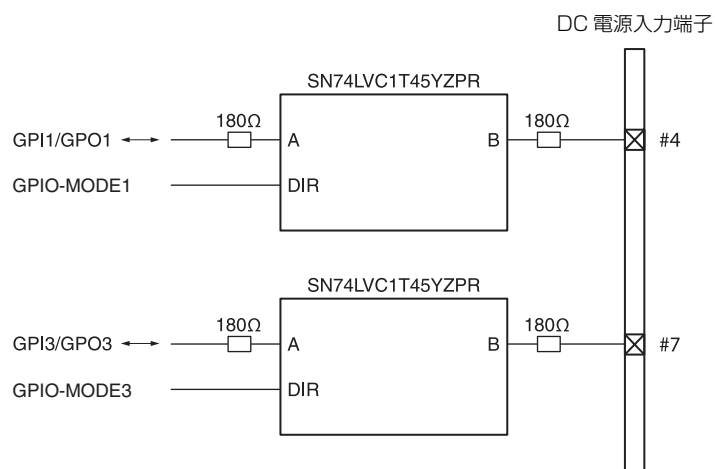 DC 電源入力端子
SN74LVC1T45YZPR
180Ω
180Ω
GPI1/GPO1
A
B
#4
GPIO-MODE1
DIR
SN74LVC1T45YZPR
180Ω
180Ω
GPI3/GPO3
A
B
#7
GPIO-MODE3
DIR